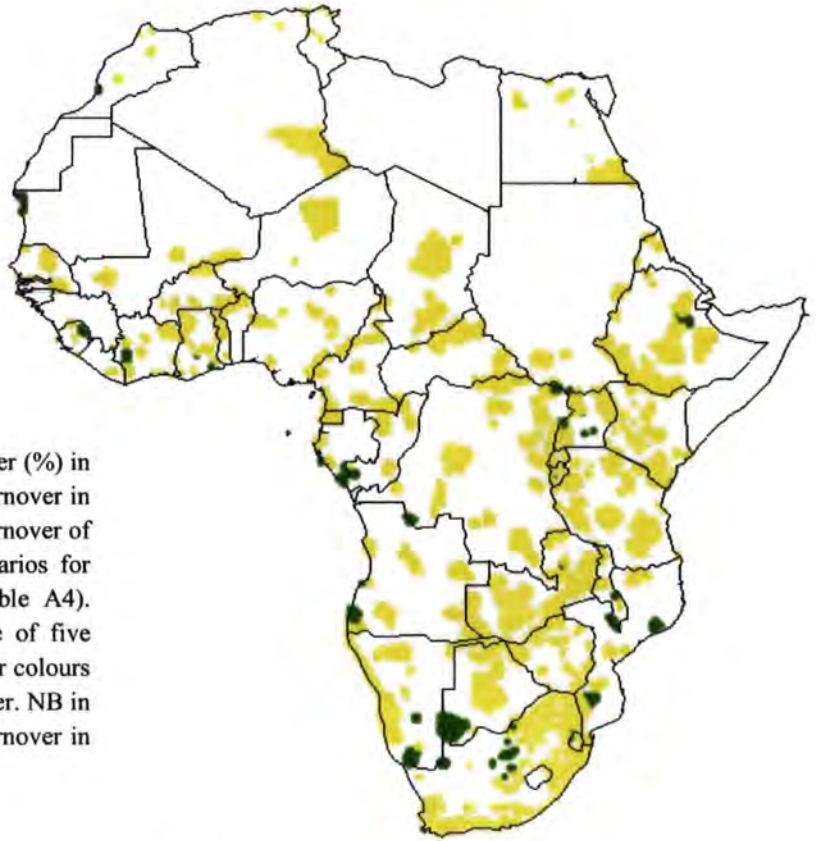 er (%) in
rnover in
rnover of
arios for
ble A4).
e of five
r colours
er. NB in
rnover in